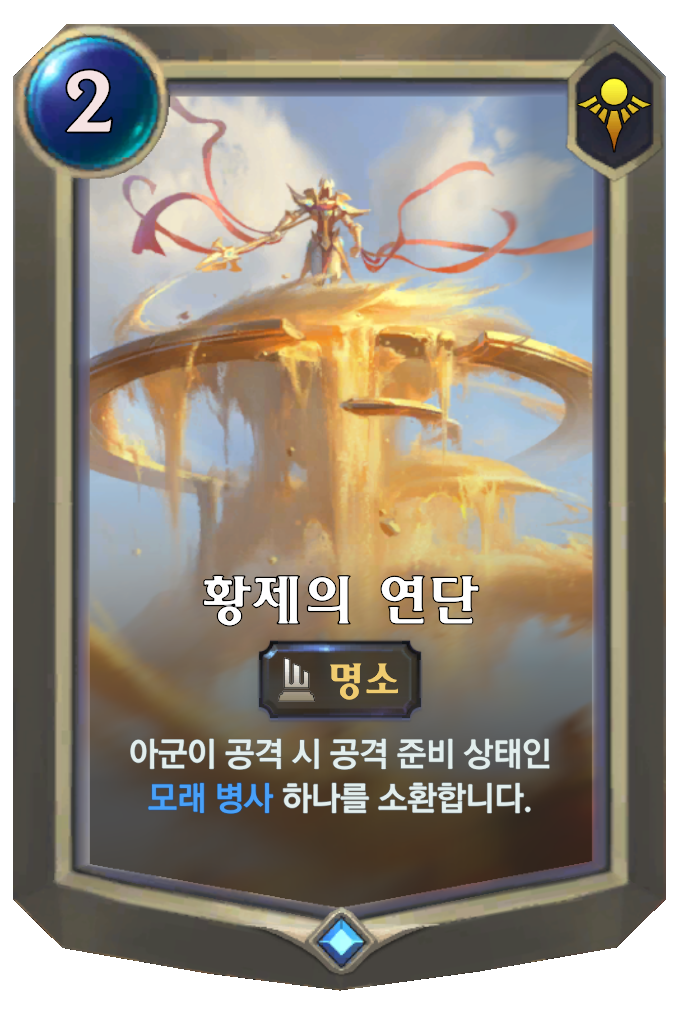 2
황제의 연단
명소
아군이 공격 시 공격 준비 상태인
모래 병사 하나를 소환합니다.